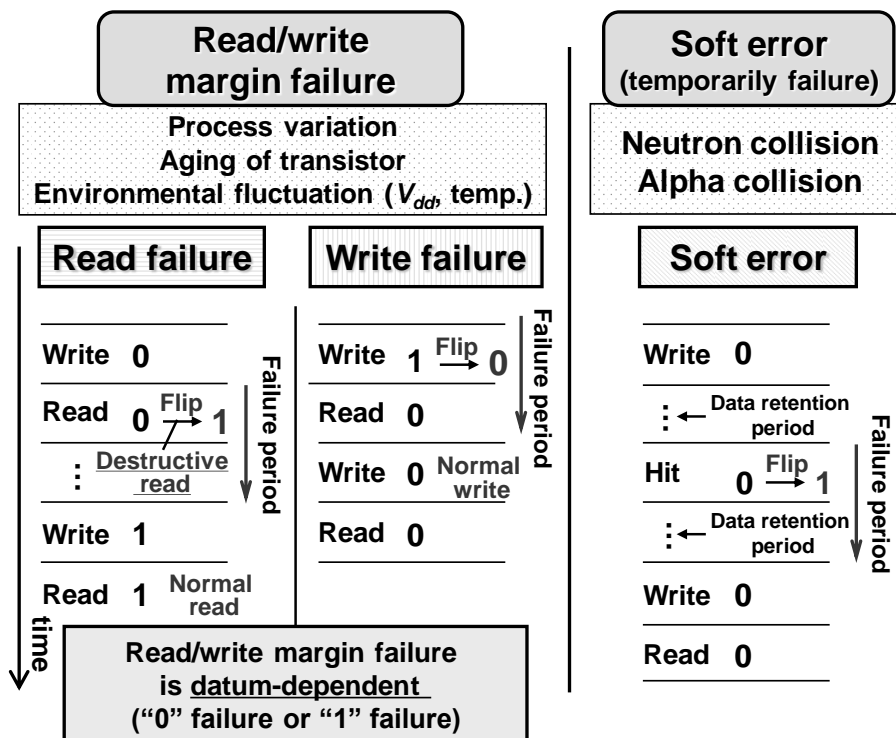 Read/write
margin failure
Process variation
Aging of transistor
Environmental fluctuation (Vdd, temp.)
Read failure
Write 0
Read 0 Flip 1
Destructive
read
⋮
Write 1
Read 1 Normal
read
Failure period
time
Write failure
Write 1 Flip 0
Read 0
Write 0 Normal
write
Read 0
Failure period
Read/write margin failure
is datum-dependent
(“0” failure or “1” failure)
Soft error
(temporarily failure)
Neutron collision
Alpha collision
Soft error
Write 0
⋮ Data retention
period
Hit 0 Flip 1
⋮ Data retention
period
Write 0
Read 0
Failure period